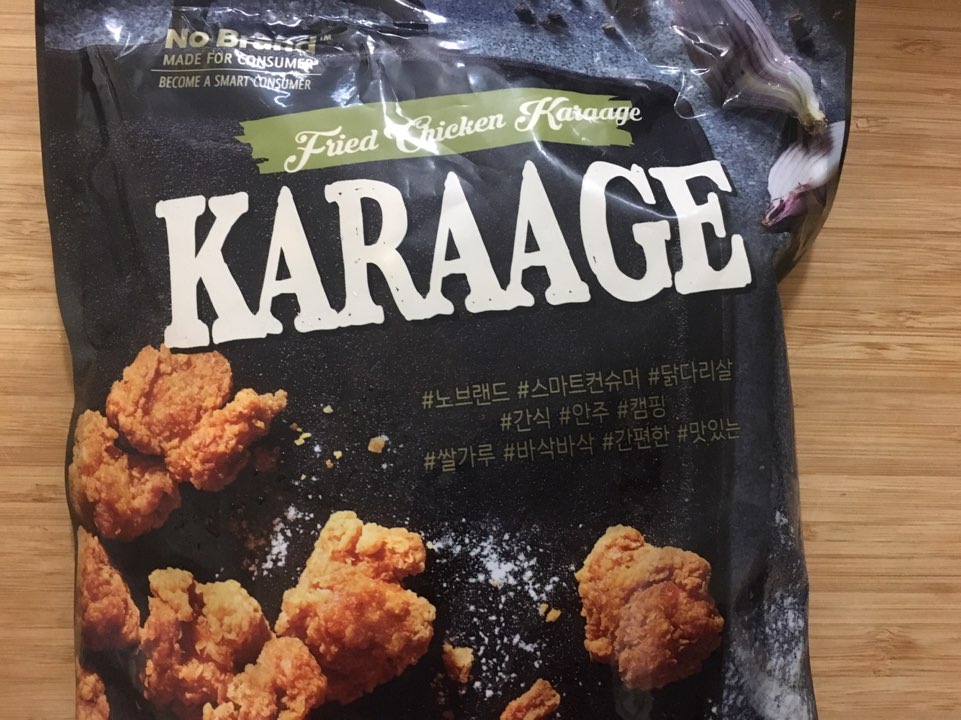 No Brand™
MADE FOR CONSUMER
BECOME A SMART CONSUMER
Fried Chicken Karaage
KARAAGE
#노브랜드 #스마트컨슈머 #닭다리살
#간식 #안주 #캠핑
#쌀가루 #바삭바삭 #간편한 #맛있는